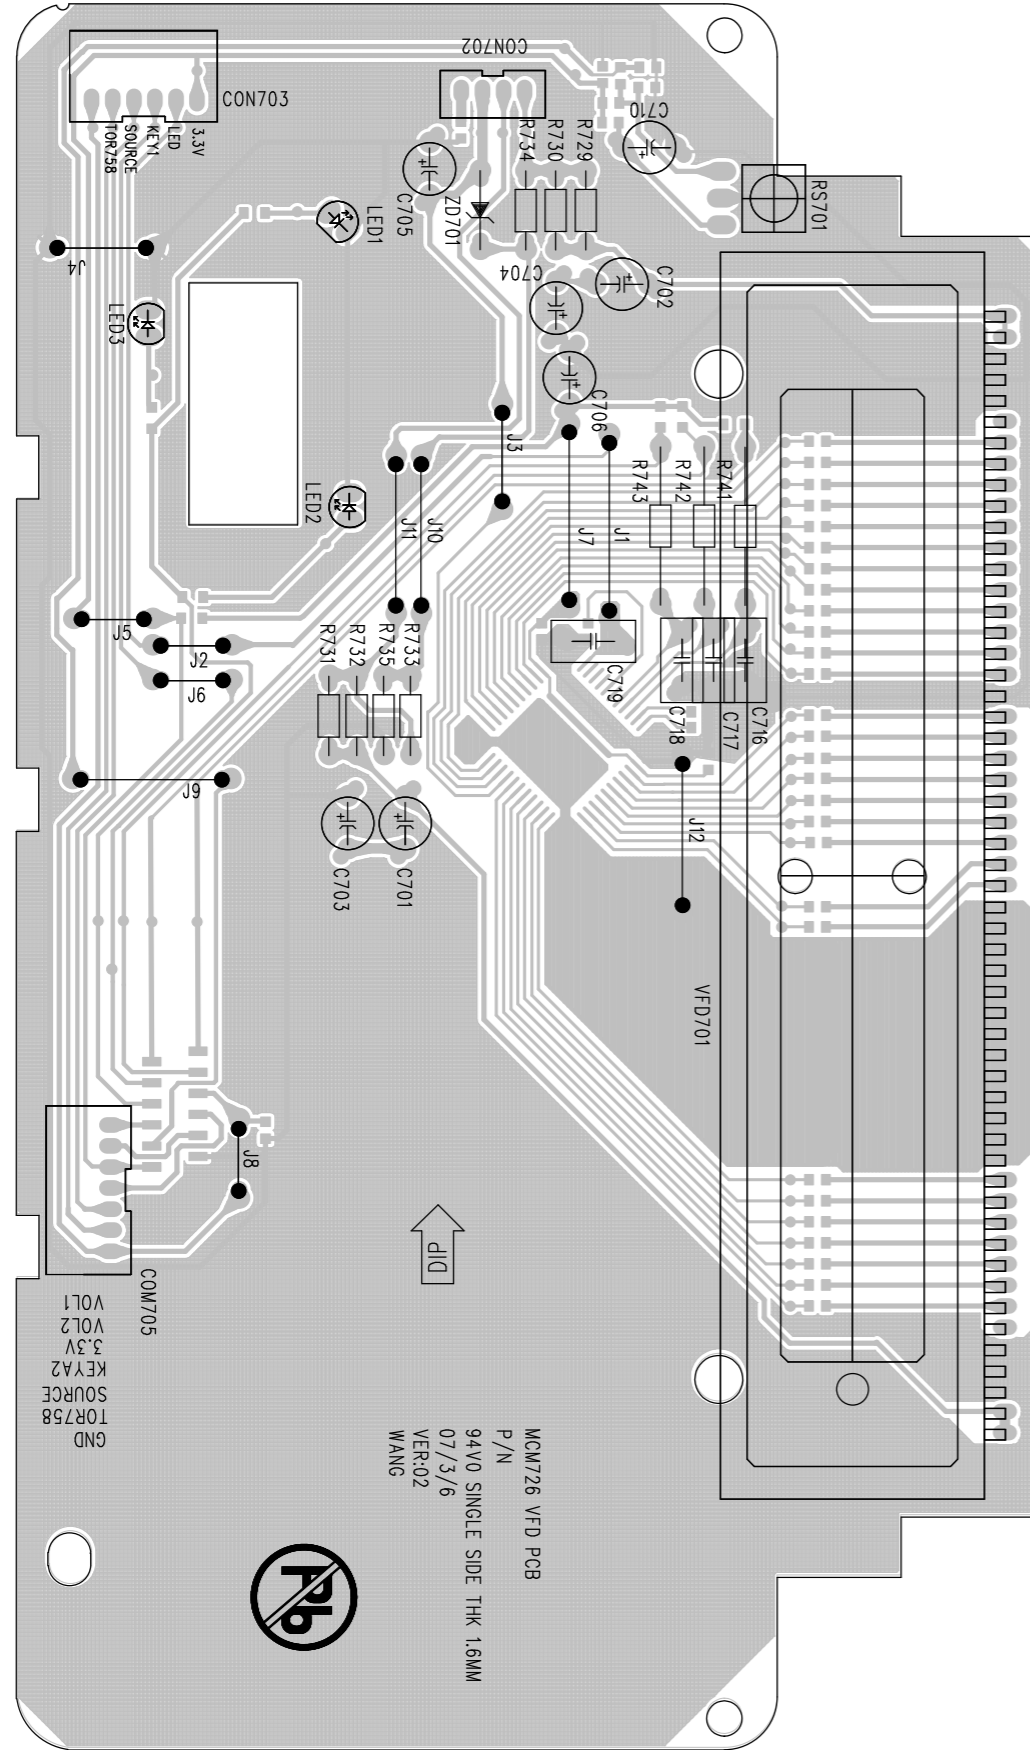 CON702
CON703
TOR758
SOURCE
KEY1
LED
3.3V
R734
R730
R729
C710
RS701
C705
ZD701
LED1
C704
C702
J4
LED3
C706
J3
R743
R742
R741
LED2
J11
J10
J7
J1
J5
J2
J6
R731
R732
R735
R733
C719
C718
C717
C716
J9
J12
C703
C701
VFD701
J8
DIP
COM705
VOL1
VOL2
3.3V
KEYA2
SOURCE
TOR758
GND
MCM726 VFD PCB
P/N
94V0 SINGLE SIDE THK 1.6MM
07/3/6
VER:02
WANG
Pb